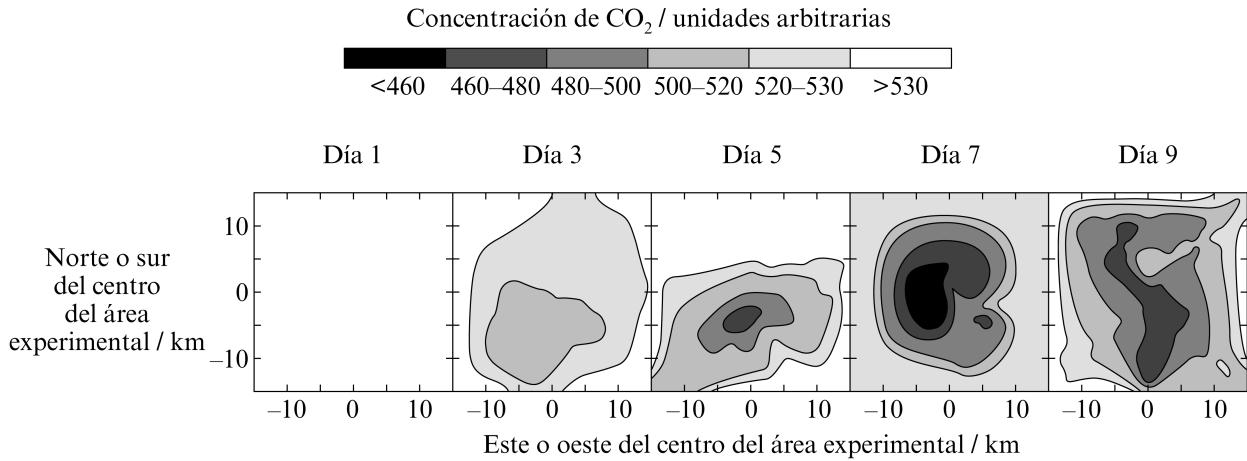 Concentración de CO₂ / unidades arbitrarias
<460 460–480 480–500 500–520 520–530 >530
Día 1 Día 3 Día 5 Día 7 Día 9
Norte o sur
del centro
del área
experimental / km
10
0
–10
–10 0 10 –10 0 10 –10 0 10 –10 0 10 –10 0 10
Este o oeste del centro del área experimental / km